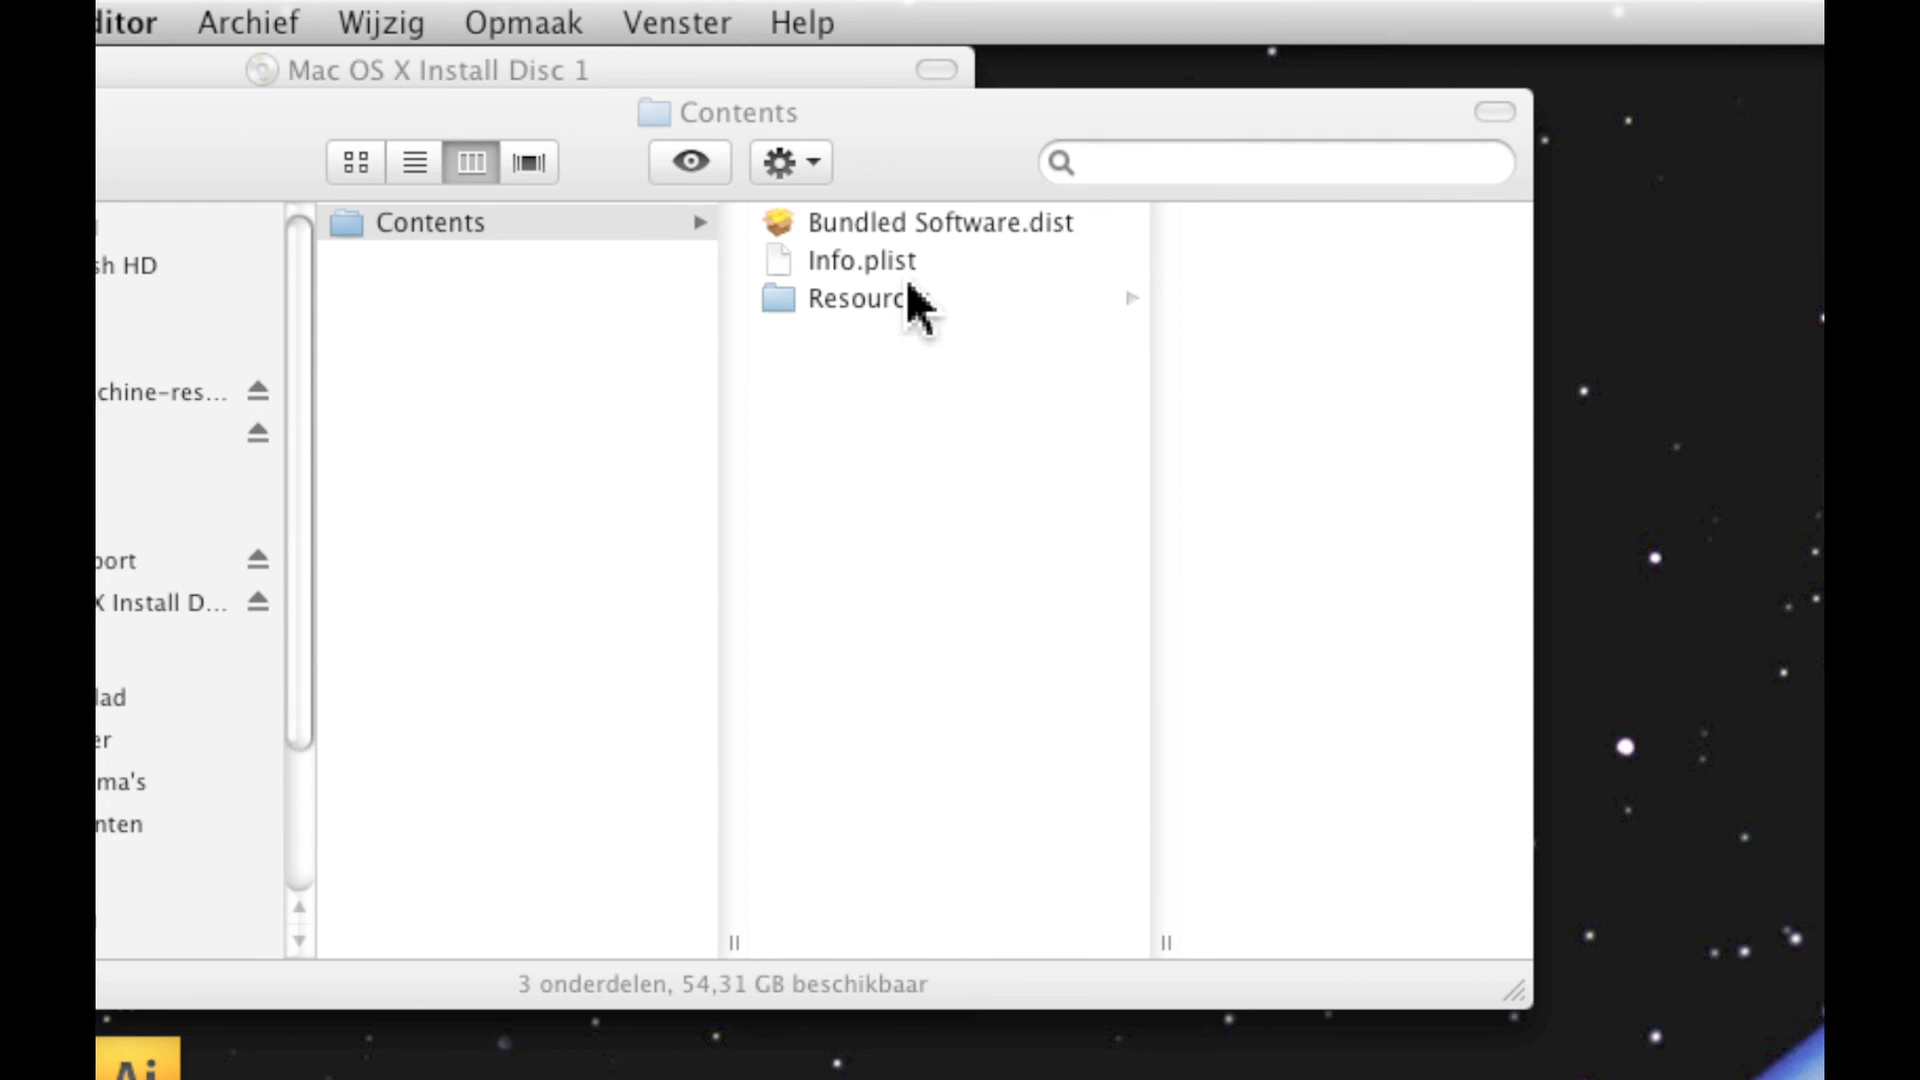 ditor Archief Wijzig Opmaak Venster Help
Mac OS X Install Disc 1
Contents
sh HD
chine-res...
port
X Install D...
lad
er
ma's
nten
Contents
Bundled Software.dist
Info.plist
Resourc
3 onderdelen, 54,31 GB beschikbaar
Ai